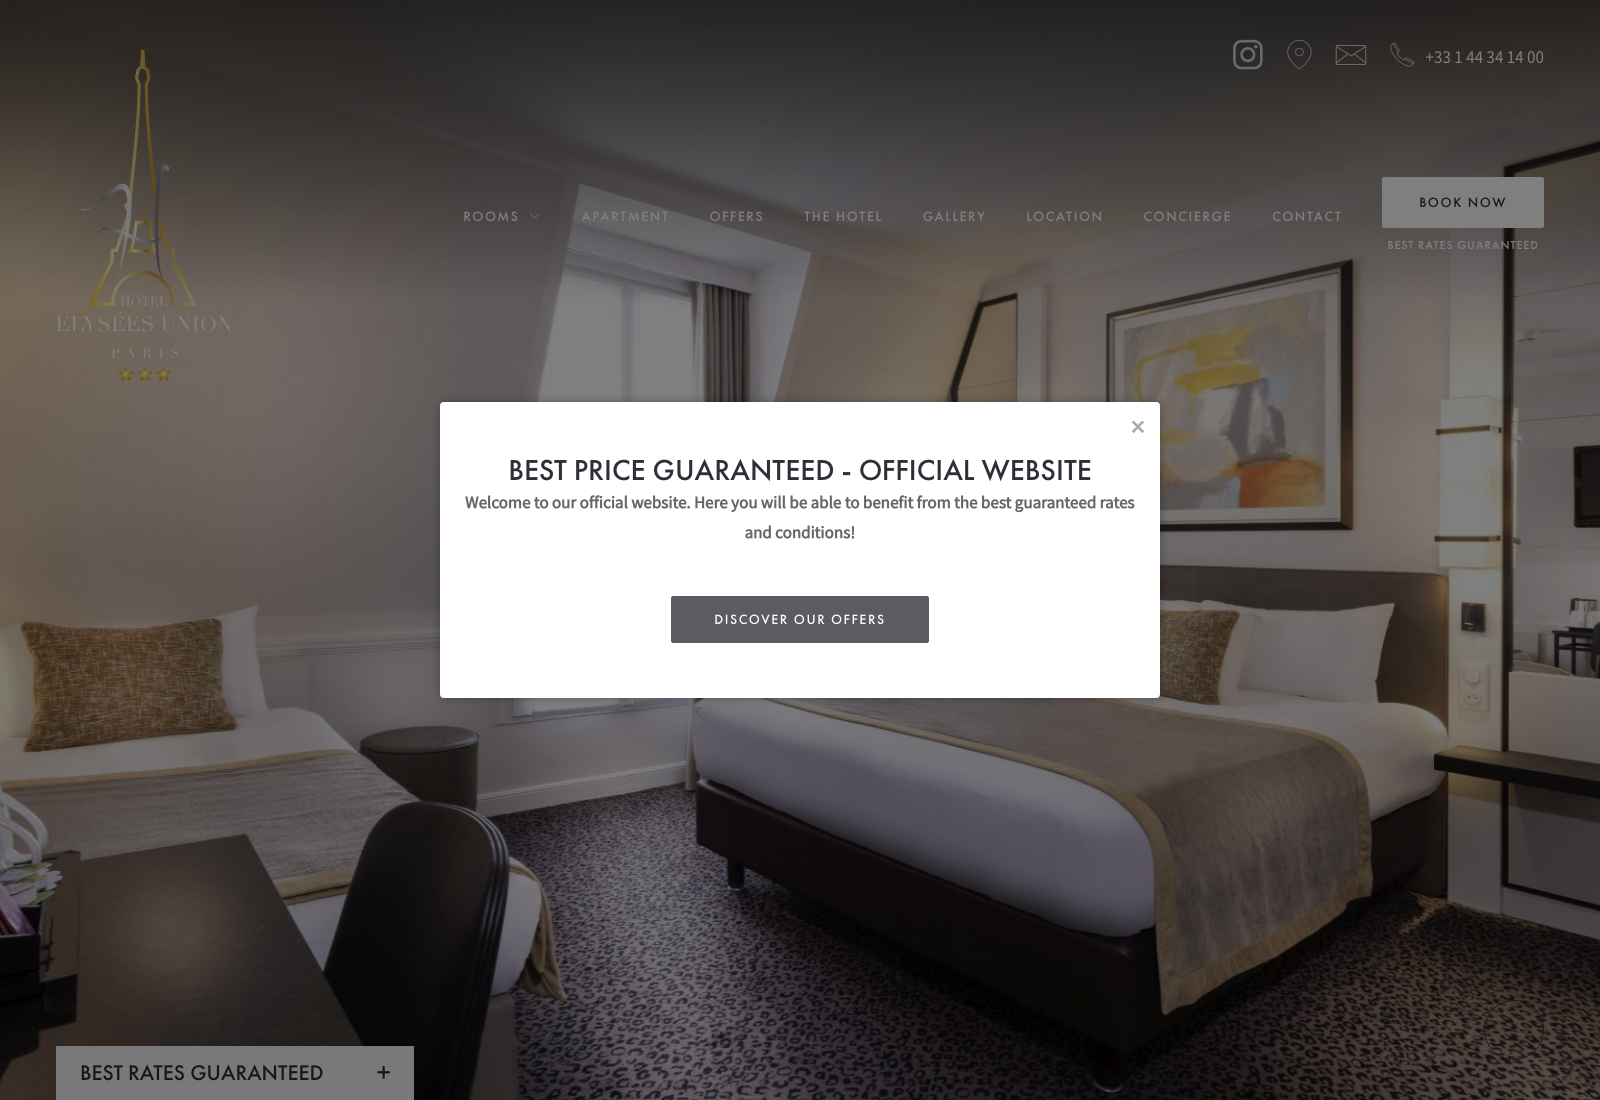 +33 1 44 34 14 00
ROOMS
APARTMENT
OFFERS
THE HOTEL
GALLERY
LOCATION
CONCIERGE
CONTACT
BOOK NOW
BEST RATES GUARANTEED
HÔTEL
ELYSÉES UNION
PARIS
×
BEST PRICE GUARANTEED - OFFICIAL WEBSITE
Welcome to our official website. Here you will be able to benefit from the best guaranteed rates
and conditions!
DISCOVER OUR OFFERS
BEST RATES GUARANTEED +